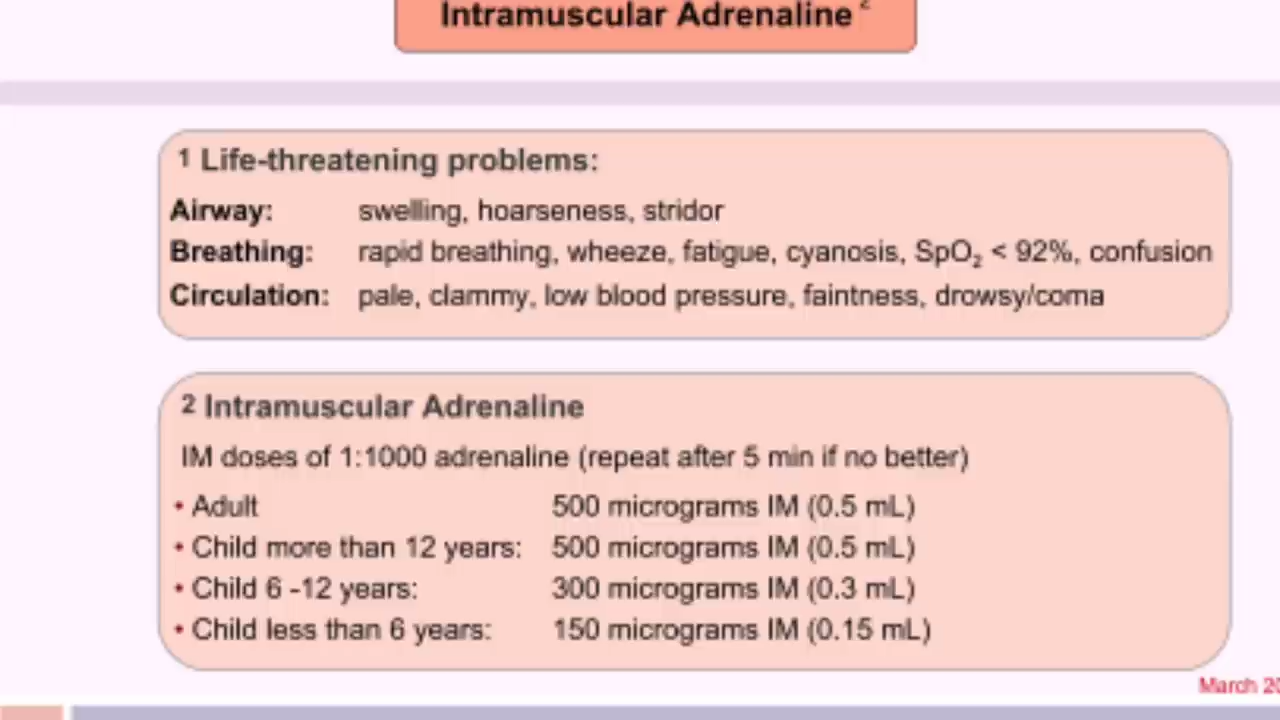 Intramuscular Adrenaline ²
1 Life-threatening problems:
Airway: swelling, hoarseness, stridor
Breathing: rapid breathing, wheeze, fatigue, cyanosis, SpO₂ < 92%, confusion
Circulation: pale, clammy, low blood pressure, faintness, drowsy/coma
2 Intramuscular Adrenaline
IM doses of 1:1000 adrenaline (repeat after 5 min if no better)
• Adult 500 micrograms IM (0.5 mL)
• Child more than 12 years: 500 micrograms IM (0.5 mL)
• Child 6 -12 years: 300 micrograms IM (0.3 mL)
• Child less than 6 years: 150 micrograms IM (0.15 mL)
March